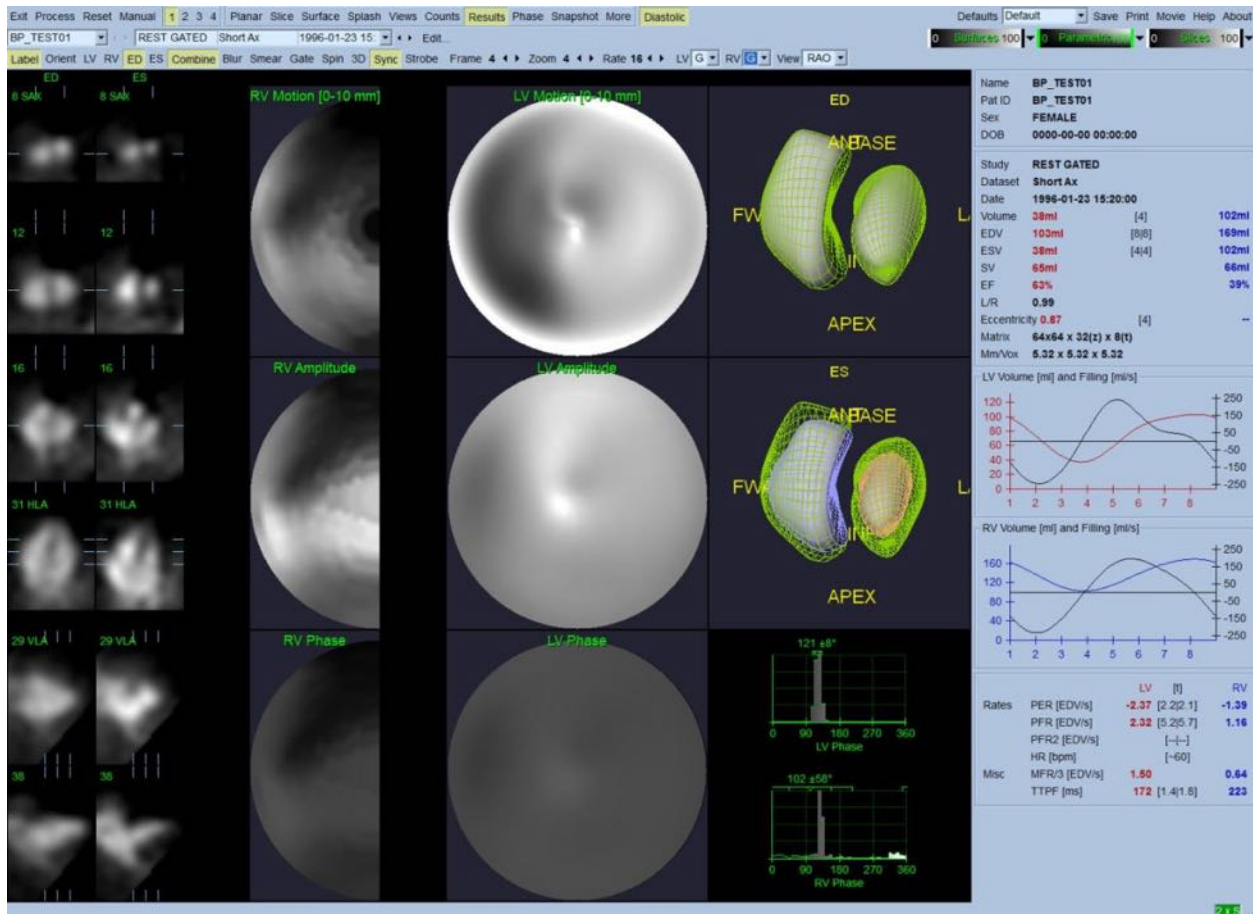 Exit Process Reset Manual 1 2 3 4 Planar Slice Surface Splash Views Counts Results Phase Snapshot More Diastolic Defaults Default Save Print Movie Help About
BP_TEST01 REST GATED Short Ax 1996-01-23 15: Edit...
0 Surfaces 100 0 0 Slices 100
Label Orient LV RV ED ES Combine Blur Smear Gate Spin 3D Sync Strobe Frame 4 Zoom 4 Rate 16 LV G RV G View RAO
ED ES
8 SAX 8 SAX
12 12
16 16
31 HLA 31 HLA
29 VLA 29 VLA
38 38
RV Motion [0-10 mm]
LV Motion [0-10 mm]
RV Amplitude
LV Amplitude
RV Phase
LV Phase
ED
ANT BASE
FW
APEX
ES
ANT BASE
FW
APEX
121 ±8°
0 90 180 270 360
LV Phase
102 ±58°
0 90 180 270 360
RV Phase
Name BP_TEST01
Pat ID BP_TEST01
Sex FEMALE
DOB 0000-00-00 00:00:00
Study REST GATED
Dataset Short Ax
Date 1996-01-23 15:20:00
Volume 38ml [4] 102ml
EDV 103ml [8|8] 169ml
ESV 38ml [4|4] 102ml
SV 65ml 66ml
EF 63% 39%
L/R 0.99
Eccentricity 0.87 [4] --
Matrix 64x64 x 32(z) x 8(t)
Mm/Vox 5.32 x 5.32 x 5.32
LV Volume [ml] and Filling [ml/s]
120 100 80 60 40 20 0
250 150 50 -50 -150 -250
1 2 3 4 5 6 7 8
RV Volume [ml] and Filling [ml/s]
160 120 80 40 0
250 150 50 -50 -150 -250
1 2 3 4 5 6 7 8
LV [t] RV
Rates PER [EDV/s] -2.37 [2.2|2.1] -1.39
PFR [EDV/s] 2.32 [5.2|5.7] 1.16
PFR2 [EDV/s] [--|--]
HR [bpm] [~60]
Misc MFR/3 [EDV/s] 1.50 0.64
TTPF [ms] 172 [1.4|1.8] 223
2 x 5